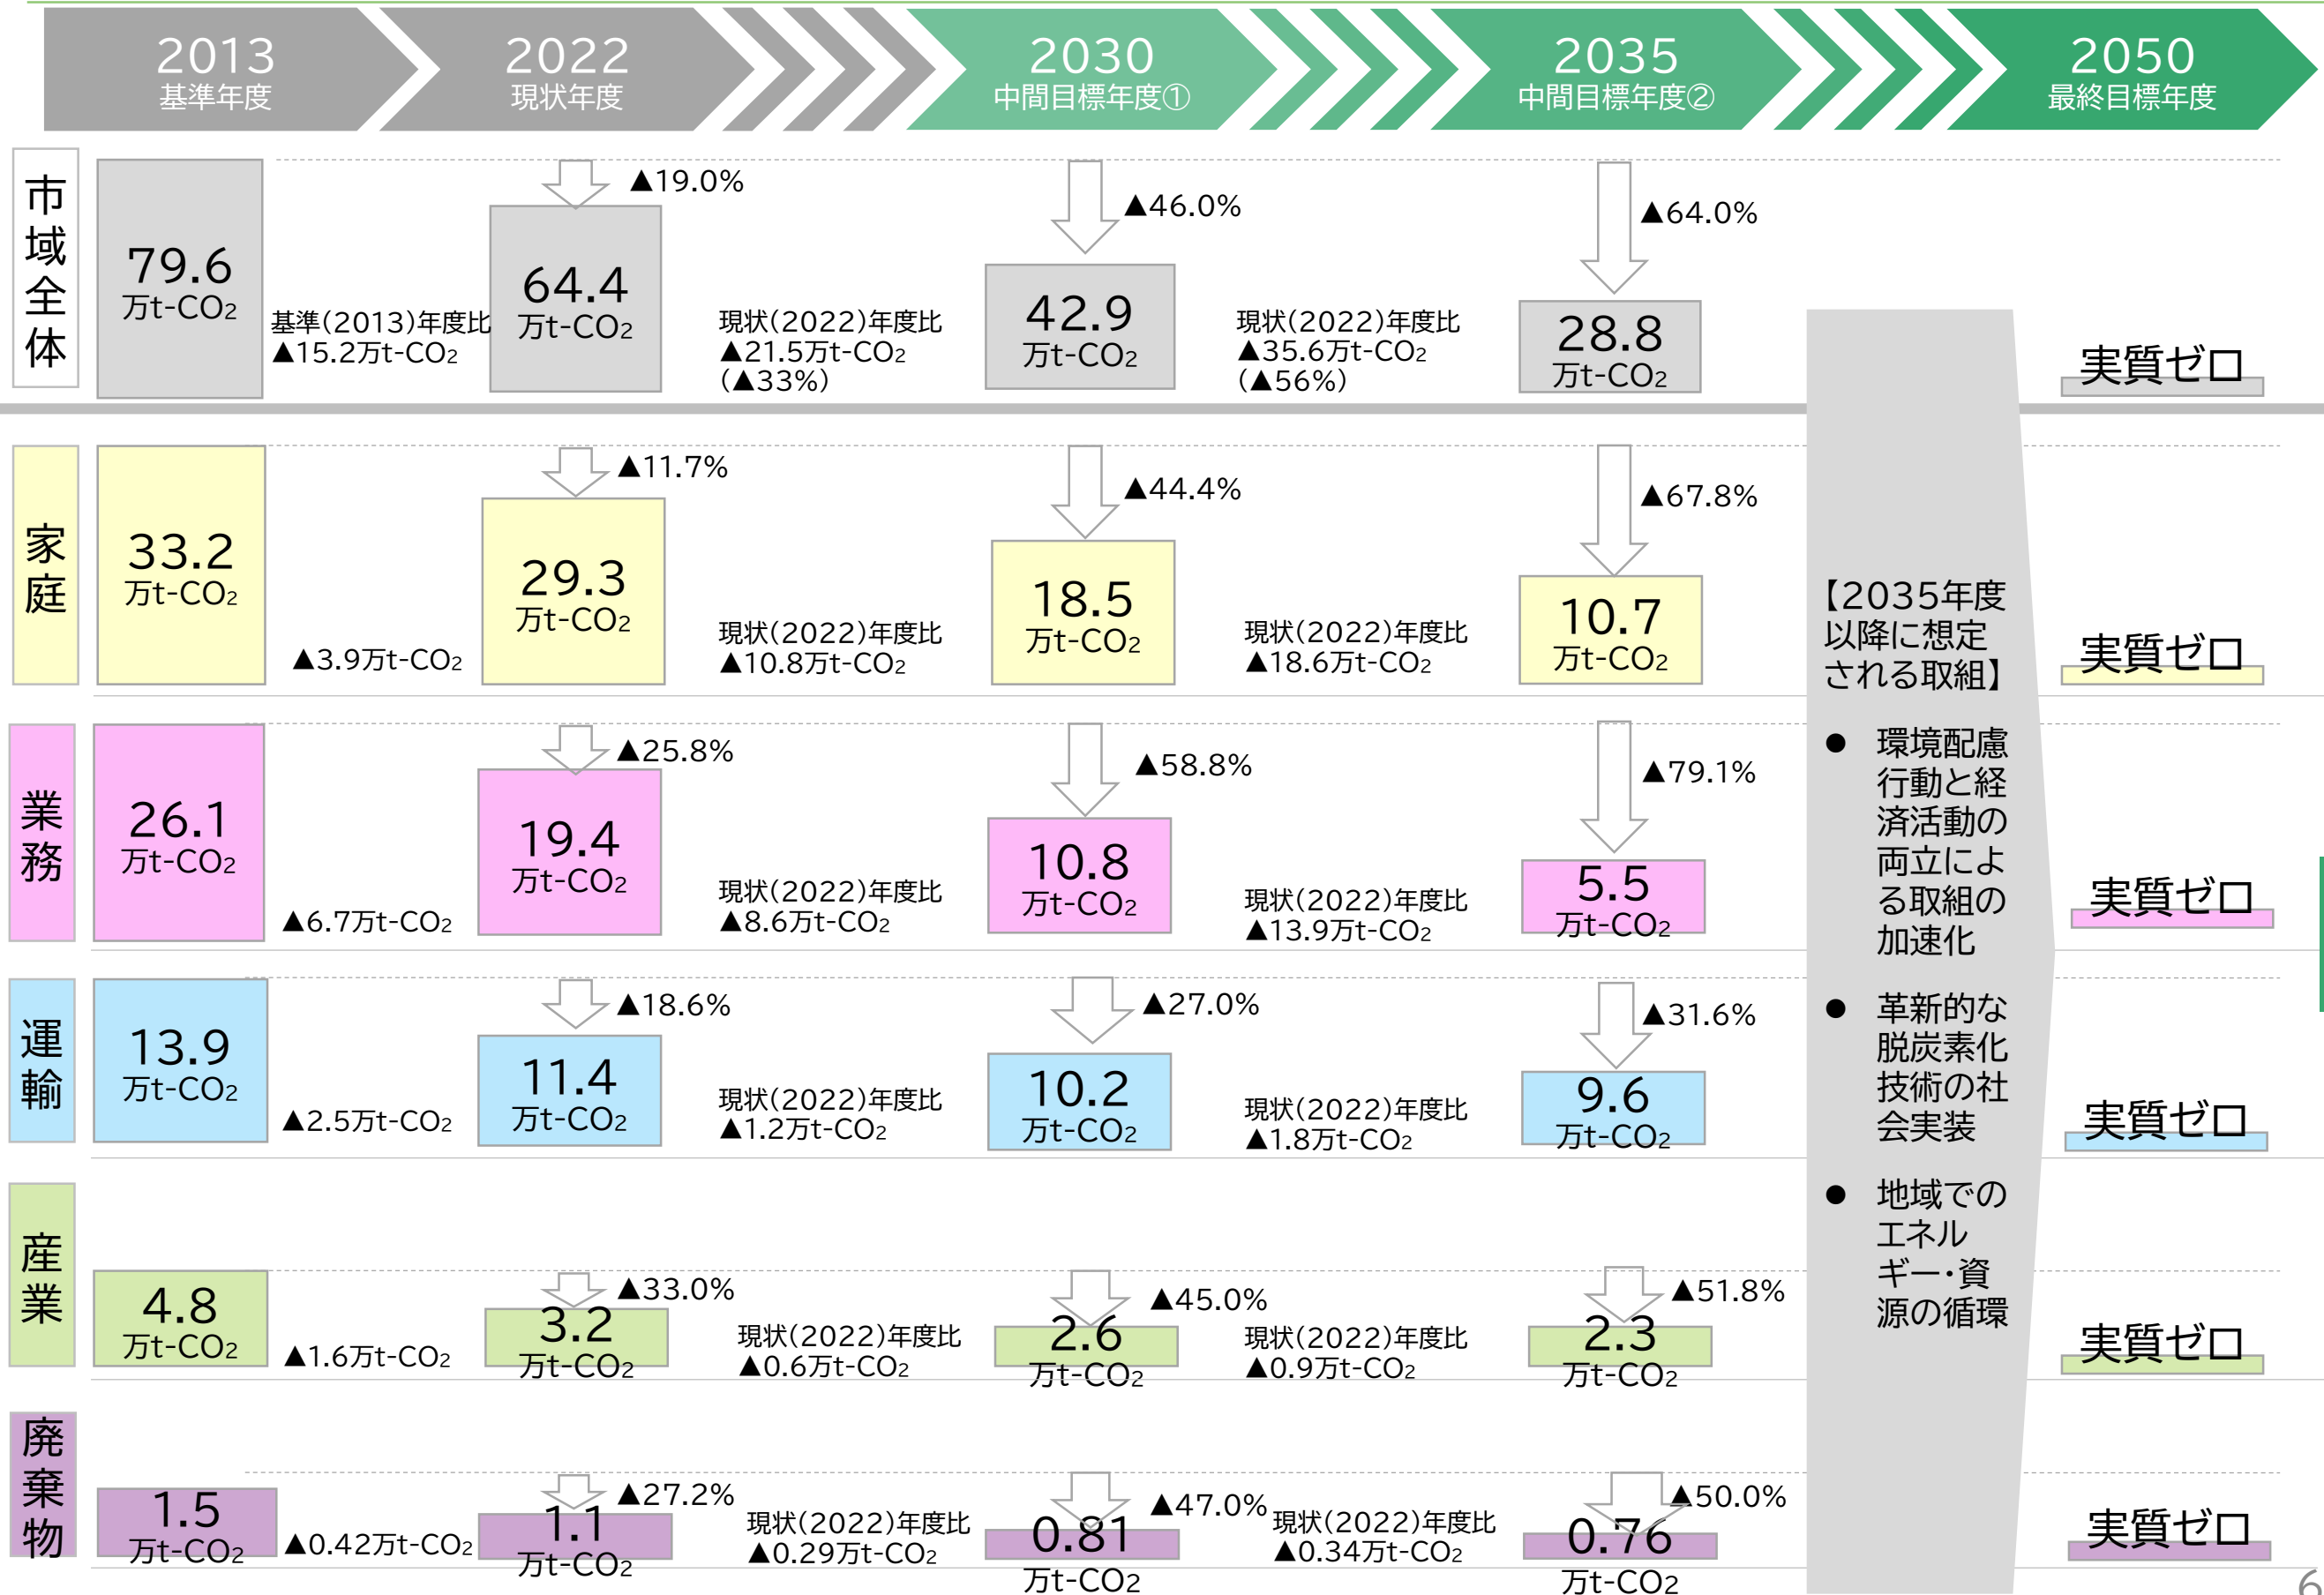 2013
基準年度
2022
現状年度
2030
中間目標年度①
2035
中間目標年度②
2050
最終目標年度
市域全体
79.6
万t-CO2
基準(2013)年度比
▲15.2万t-CO2
▲19.0%
64.4
万t-CO2
現状(2022)年度比
▲21.5万t-CO2
(▲33%)
▲46.0%
42.9
万t-CO2
現状(2022)年度比
▲35.6万t-CO2
(▲56%)
▲64.0%
28.8
万t-CO2
実質ゼロ
家庭
33.2
万t-CO2
▲3.9万t-CO2
▲11.7%
29.3
万t-CO2
現状(2022)年度比
▲10.8万t-CO2
▲44.4%
18.5
万t-CO2
現状(2022)年度比
▲18.6万t-CO2
▲67.8%
10.7
万t-CO2
実質ゼロ
業務
26.1
万t-CO2
▲6.7万t-CO2
▲25.8%
19.4
万t-CO2
現状(2022)年度比
▲8.6万t-CO2
▲58.8%
10.8
万t-CO2
現状(2022)年度比
▲13.9万t-CO2
▲79.1%
5.5
万t-CO2
実質ゼロ
運輸
13.9
万t-CO2
▲2.5万t-CO2
▲18.6%
11.4
万t-CO2
現状(2022)年度比
▲1.2万t-CO2
▲27.0%
10.2
万t-CO2
現状(2022)年度比
▲1.8万t-CO2
▲31.6%
9.6
万t-CO2
実質ゼロ
産業
4.8
万t-CO2
▲1.6万t-CO2
▲33.0%
3.2
万t-CO2
現状(2022)年度比
▲0.6万t-CO2
▲45.0%
2.6
万t-CO2
現状(2022)年度比
▲0.9万t-CO2
▲51.8%
2.3
万t-CO2
実質ゼロ
廃棄物
1.5
万t-CO2
▲0.42万t-CO2
▲27.2%
1.1
万t-CO2
現状(2022)年度比
▲0.29万t-CO2
▲47.0%
0.81
万t-CO2
現状(2022)年度比
▲0.34万t-CO2
▲50.0%
0.76
万t-CO2
実質ゼロ
【2035年度
以降に想定
される取組】
● 環境配慮
行動と経
済活動の
両立によ
る取組の
加速化
● 革新的な
脱炭素化
技術の社
会実装
● 地域での
エネル
ギー・資
源の循環